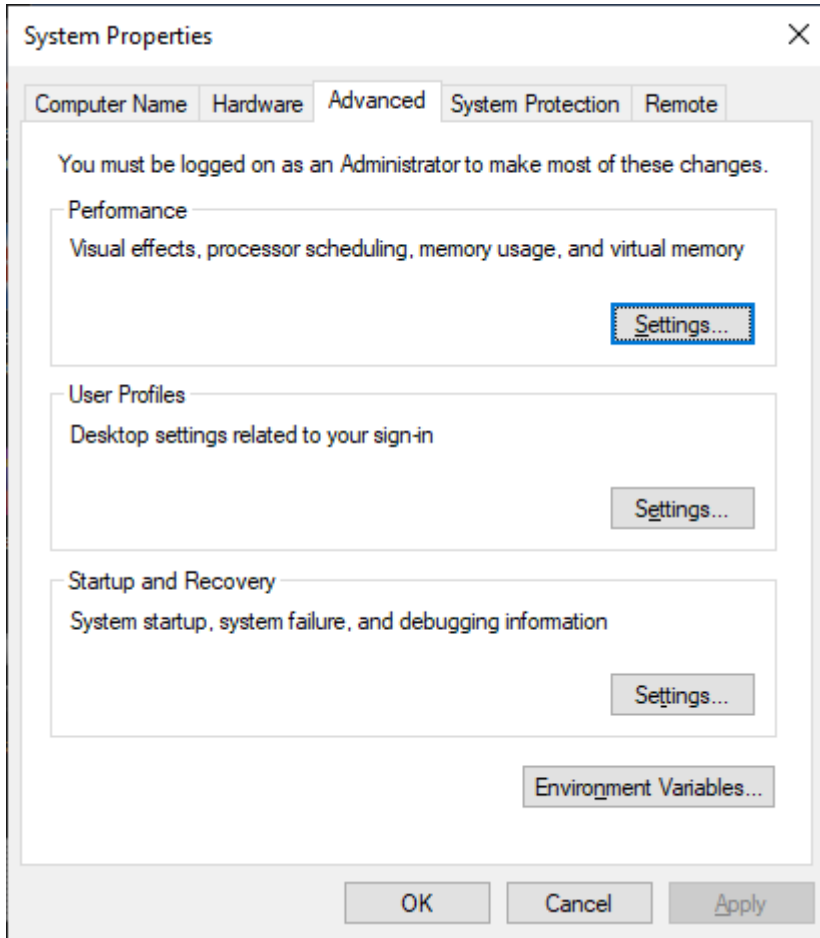 System Properties
Computer Name
Hardware
Advanced
System Protection
Remote
You must be logged on as an Administrator to make most of these changes.
Performance
Visual effects, processor scheduling, memory usage, and virtual memory
Settings...
User Profiles
Desktop settings related to your sign-in
Settings...
Startup and Recovery
System startup, system failure, and debugging information
Settings...
Environment Variables...
OK
Cancel
Apply